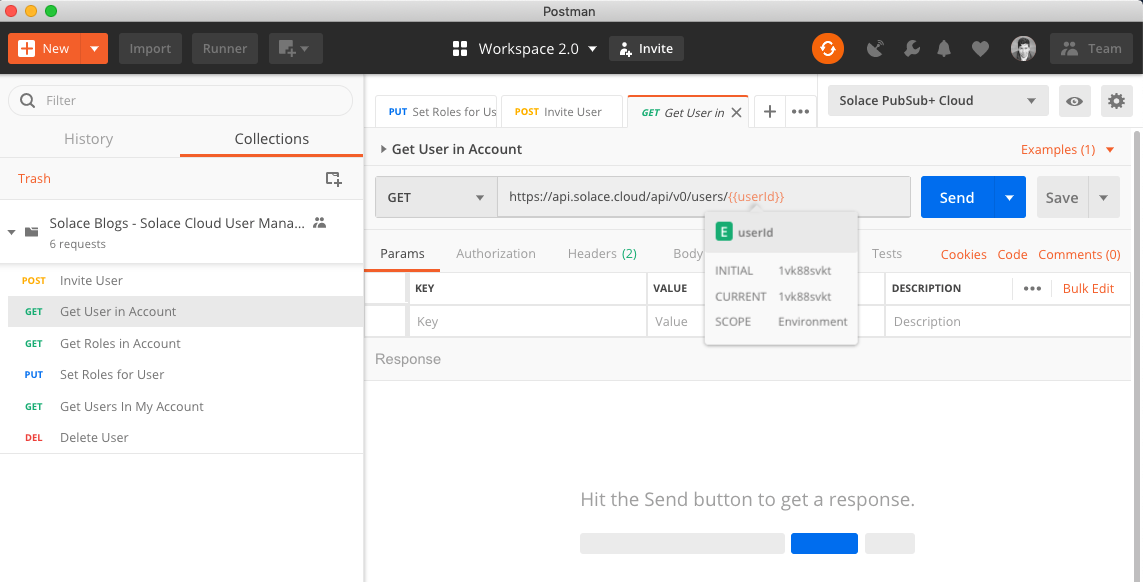 Postman
New
Import
Runner
Workspace 2.0
Invite
Team
Filter
History
Collections
Trash
Solace Blogs - Solace Cloud User Mana...
6 requests
POST Invite User
GET Get User in Account
GET Get Roles in Account
PUT Set Roles for User
GET Get Users In My Account
DEL Delete User
PUT Set Roles for Us
POST Invite User
GET Get User in
Solace PubSub+ Cloud
Get User in Account
Examples (1)
GET
https://api.solace.cloud/api/v0/users/{{userId}}
Send
Save
E userId
INITIAL 1vk88svkt
CURRENT 1vk88svkt
SCOPE Environment
Params
Authorization
Headers (2)
Body
Tests
Cookies
Code
Comments (0)
KEY
VALUE
DESCRIPTION
Bulk Edit
Key
Value
Description
Response
Hit the Send button to get a response.